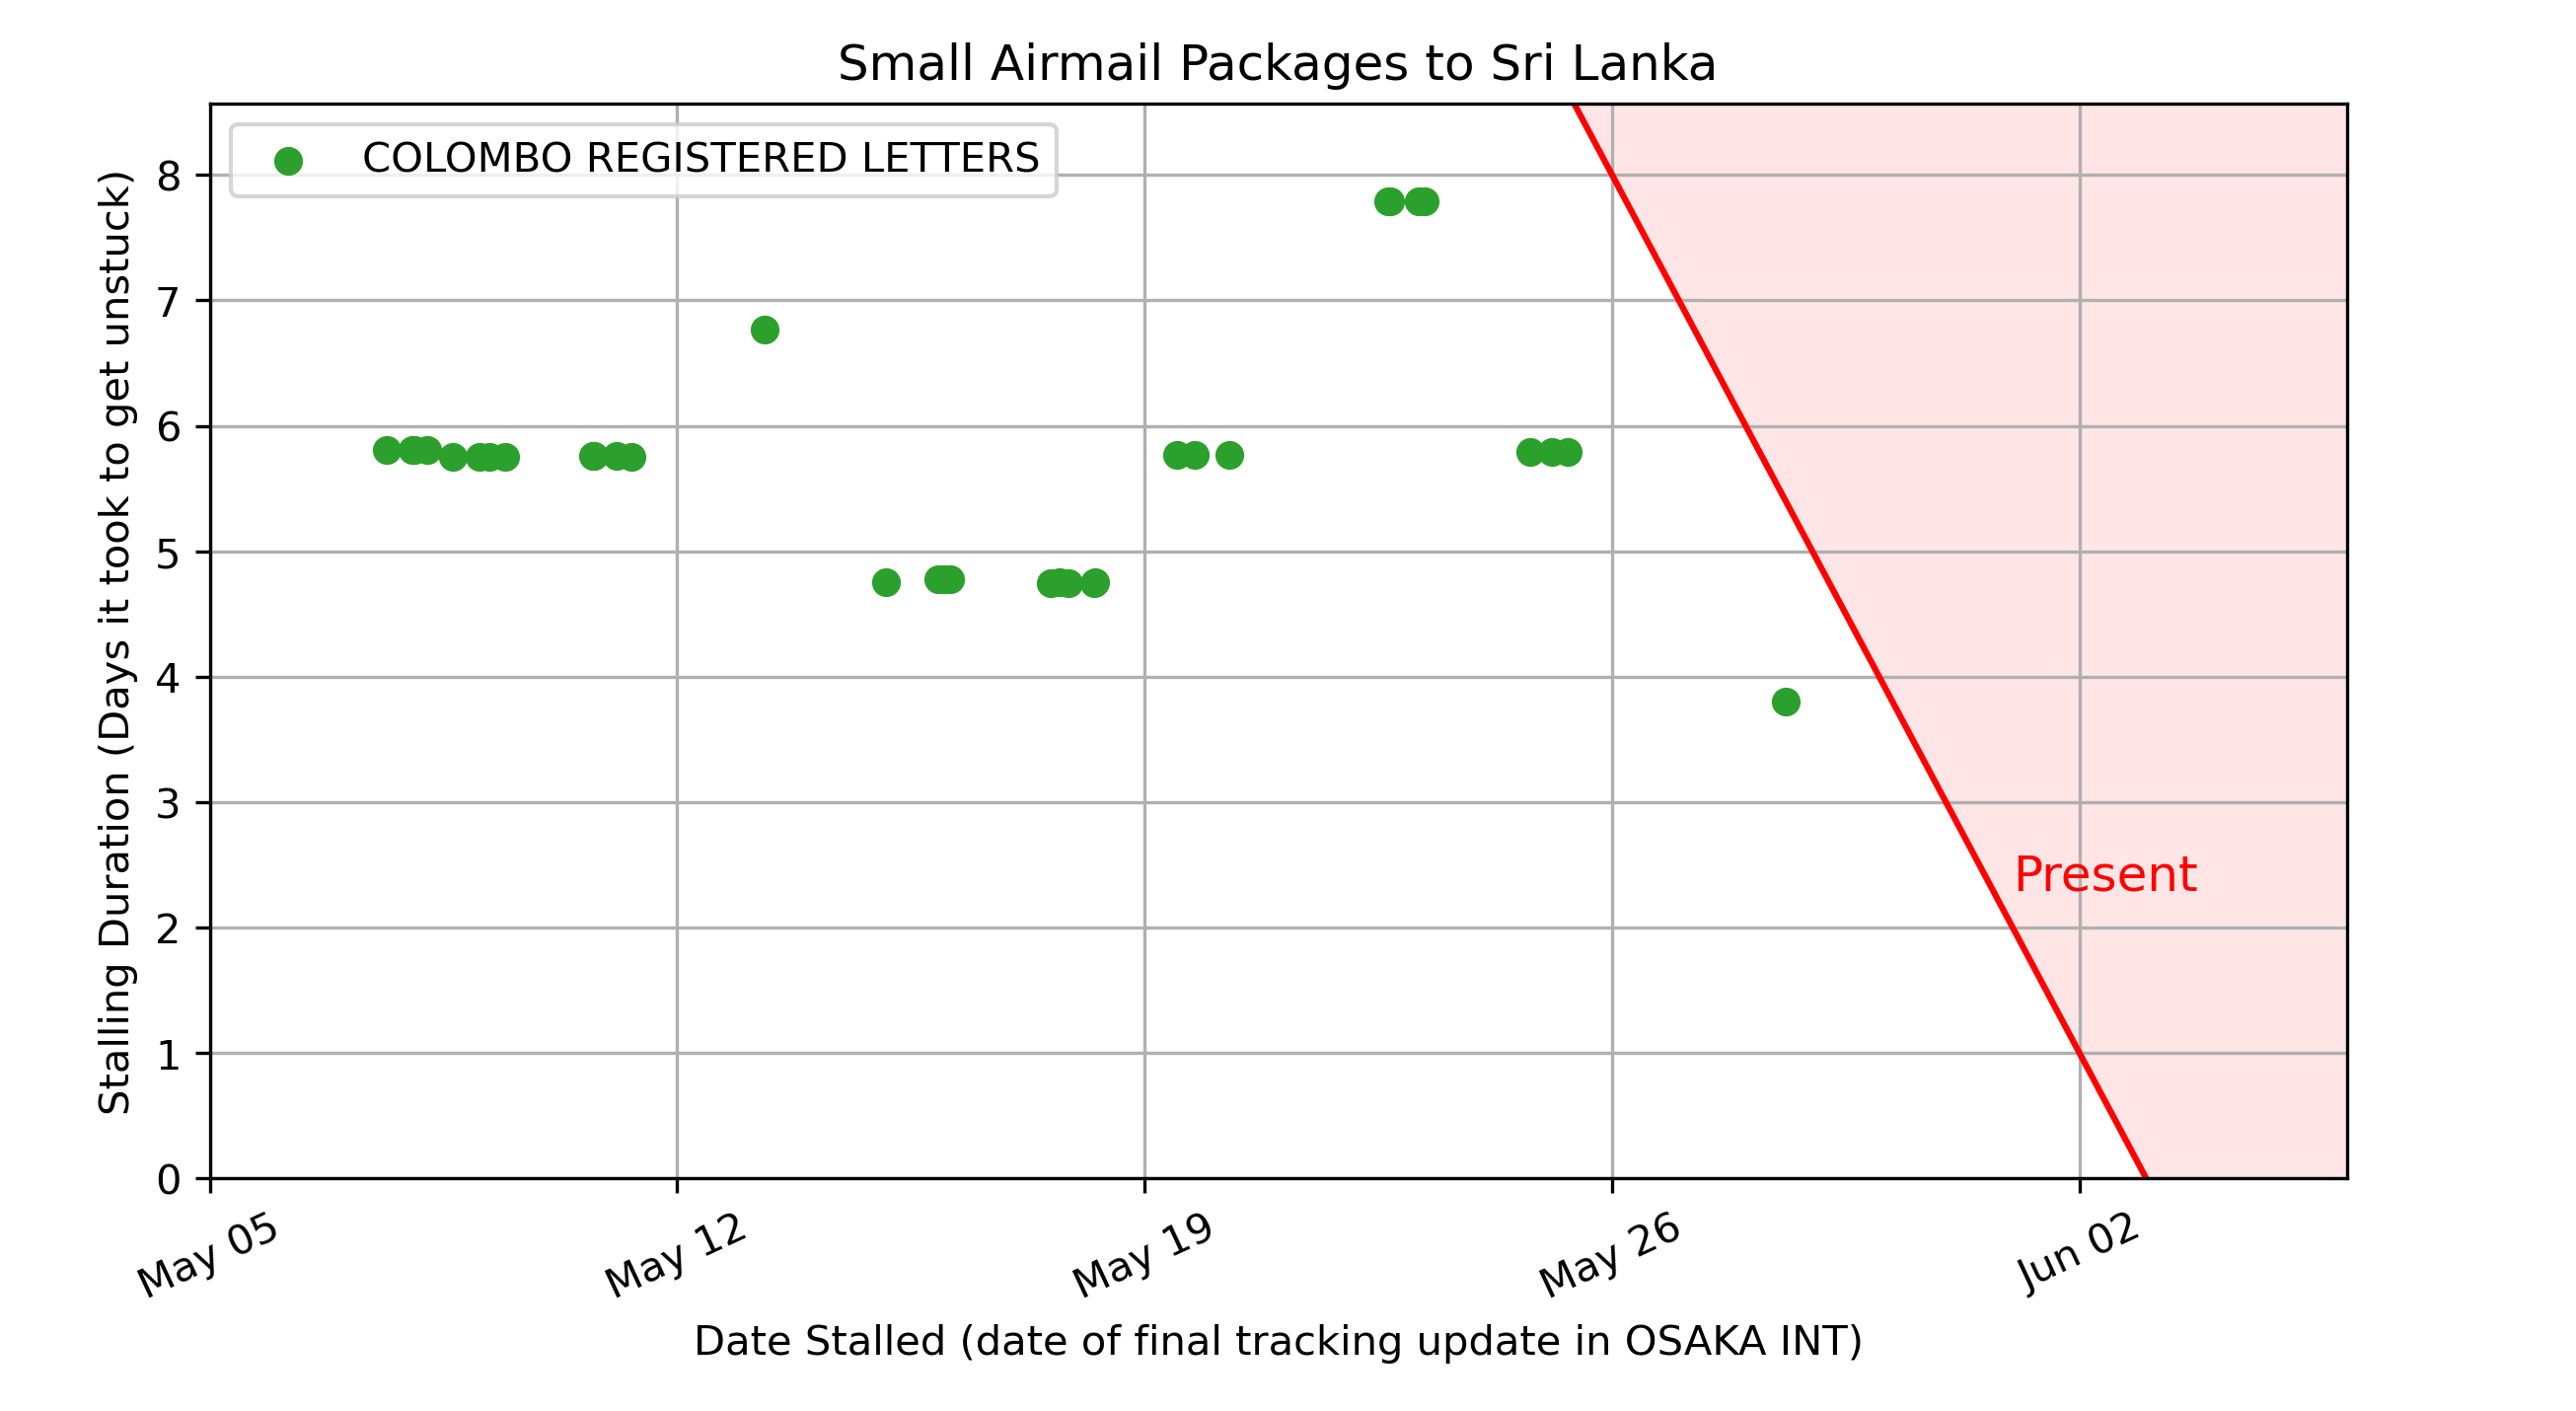 Small Airmail Packages to Sri Lanka
COLOMBO REGISTERED LETTERS
Stalling Duration (Days it took to get unstuck)
8
7
6
5
4
3
2
1
0
Present
May 05
May 12
May 19
May 26
Jun 02
Date Stalled (date of final tracking update in OSAKA INT)